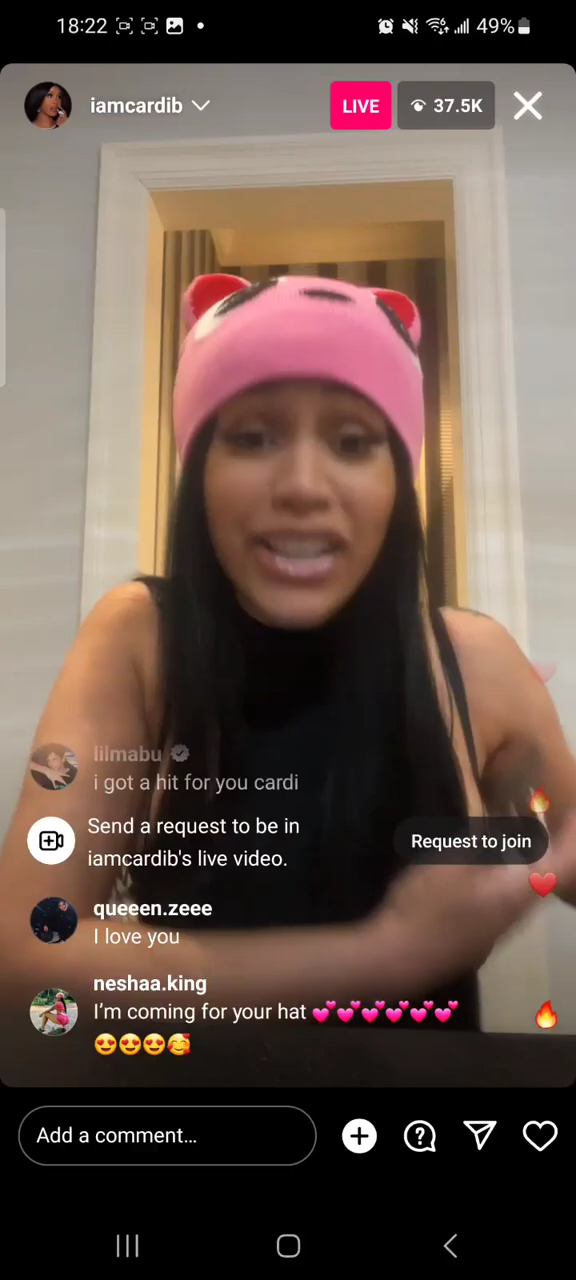 18:22
49%
iamcardib
LIVE
37.5K
lilmabu
i got a hit for you cardi
Send a request to be in
iamcardib's live video.
Request to join
queeen.zeee
I love you
neshaa.king
I’m coming for your hat 💕💕💕💕💕💕
😍😍😍🥰
Add a comment...